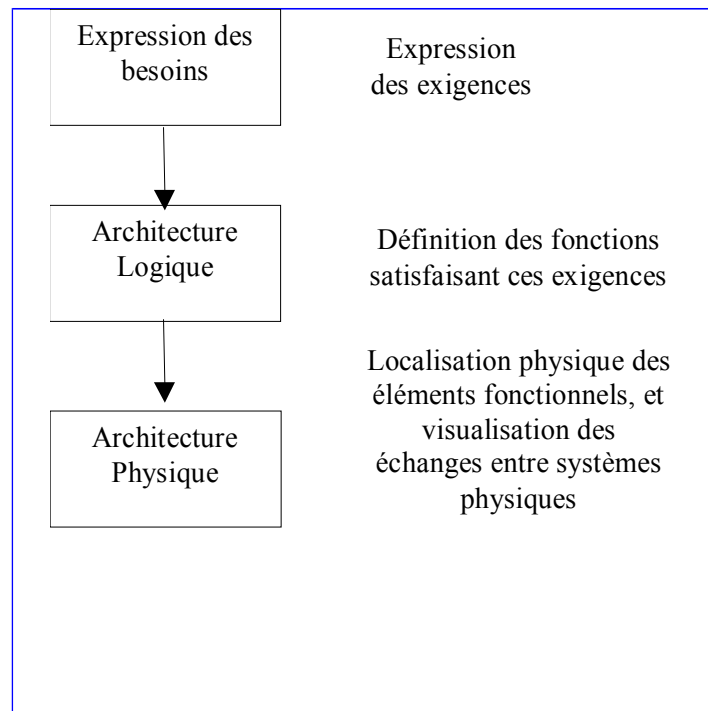 Expression des
besoins
Expression
des exigences
Architecture
Logique
Définition des fonctions
satisfaisant ces exigences
Architecture
Physique
Localisation physique des
éléments fonctionnels, et
visualisation des
échanges entre systèmes
physiques